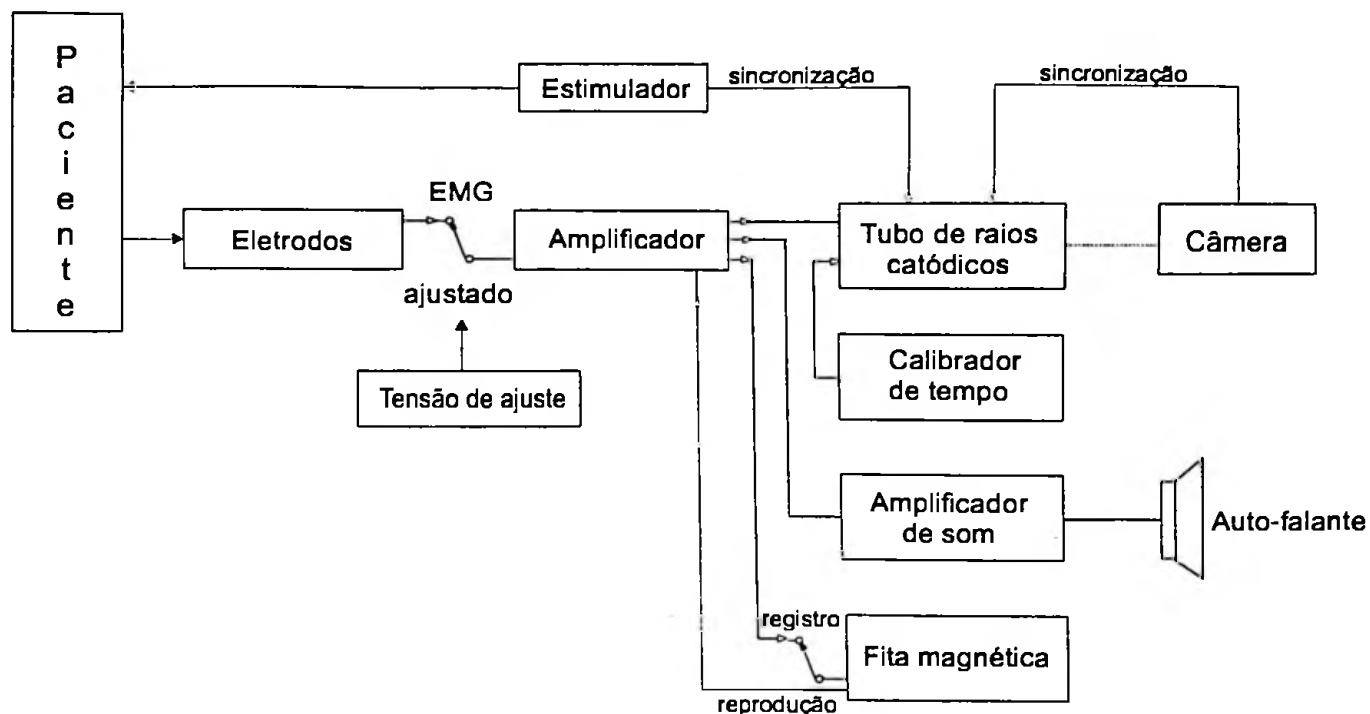 Paciente
Estimulador
sincronização
sincronização
EMG
Eletrodos
Amplificador
Tubo de raios
catódicos
Câmera
ajustado
Tensão de ajuste
Calibrador
de tempo
Amplificador
de som
Auto-falante
registro
Fita magnética
reprodução